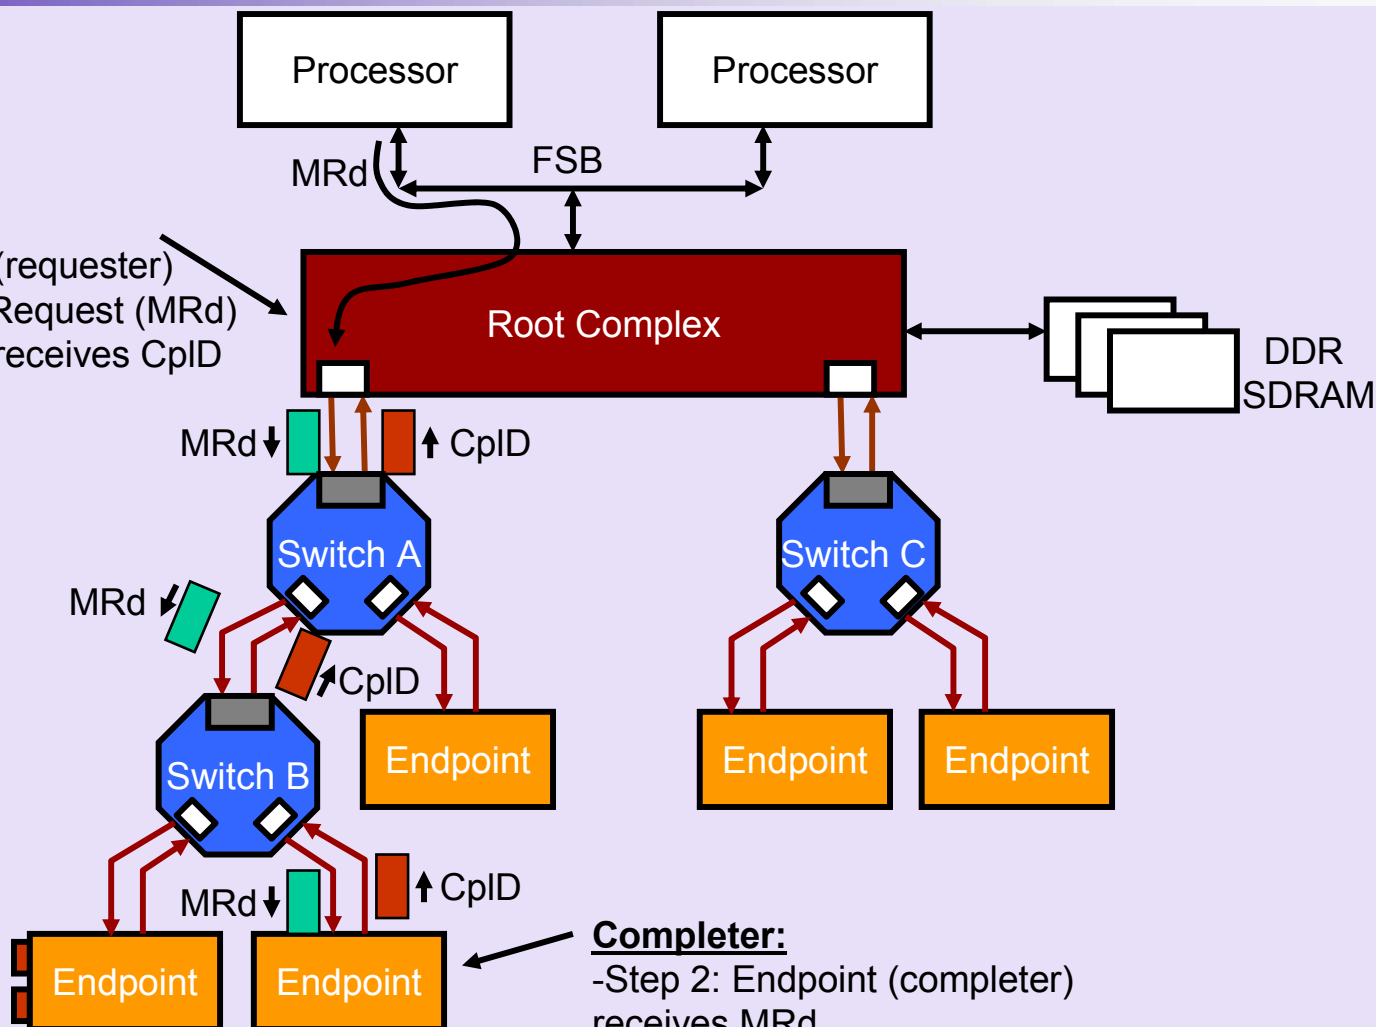 Processor
Processor
MRd
FSB
(requester)
Request (MRd)
receives CplD
Root Complex
DDR
SDRAM
MRd
CplD
Switch A
Switch C
MRd
CplD
Endpoint
Endpoint
Endpoint
Switch B
MRd
CplD
Endpoint
Endpoint
Completer:
-Step 2: Endpoint (completer)
receives MRd